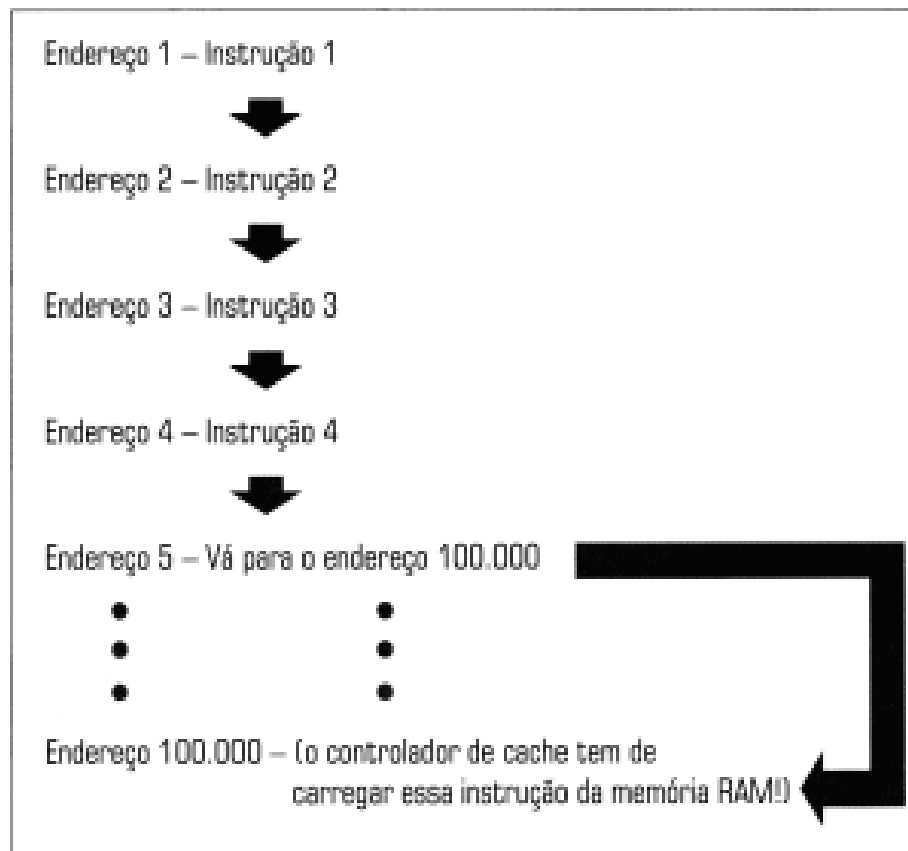 Endereço 1 – Instrução 1
Endereço 2 – Instrução 2
Endereço 3 – Instrução 3
Endereço 4 – Instrução 4
Endereço 5 – Vá para o endereço 100.000
Endereço 100.000 – (o controlador de cache tem de
carregar essa instrução da memória RAM!)